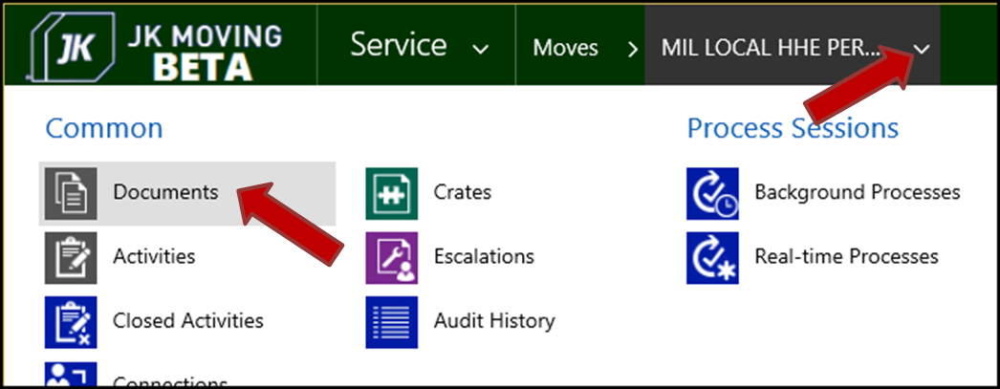 JK
JK MOVING
BETA
Service
Moves
MIL LOCAL HHE PER...
Common
Process Sessions
Documents
Crates
Background Processes
Activities
Escalations
Real-time Processes
Closed Activities
Audit History
Connections